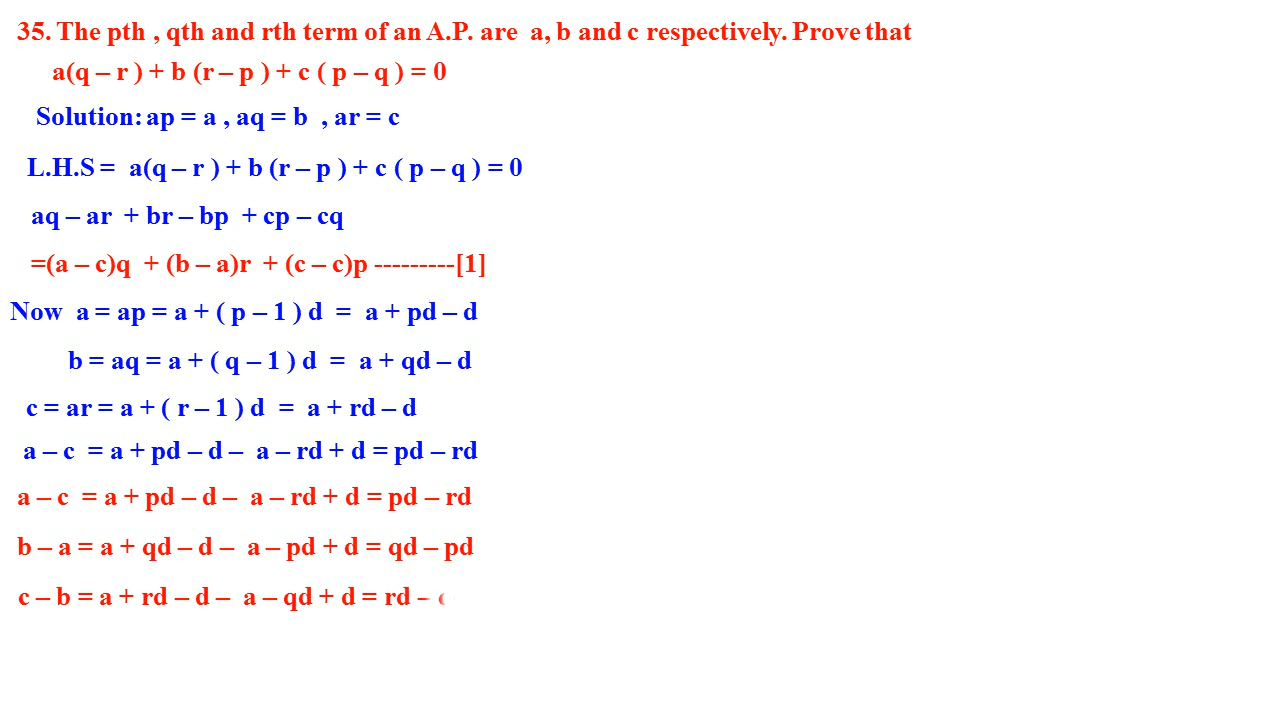 35. The pth , qth and rth term of an A.P. are a, b and c respectively. Prove that
a(q – r ) + b (r – p ) + c ( p – q ) = 0
Solution: ap = a , aq = b , ar = c
L.H.S = a(q – r ) + b (r – p ) + c ( p – q ) = 0
aq – ar + br – bp + cp – cq
=(a – c)q + (b – a)r + (c – c)p ---------[1]
Now a = ap = a + ( p – 1 ) d = a + pd – d
b = aq = a + ( q – 1 ) d = a + qd – d
c = ar = a + ( r – 1 ) d = a + rd – d
a – c = a + pd – d – a – rd + d = pd – rd
a – c = a + pd – d – a – rd + d = pd – rd
b – a = a + qd – d – a – pd + d = qd – pd
c – b = a + rd – d – a – qd + d = rd –